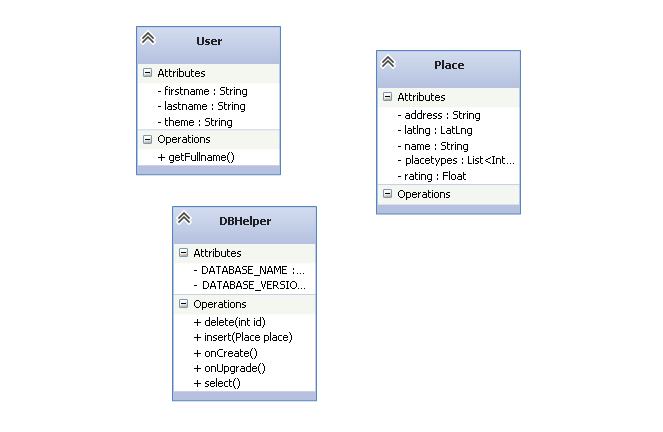 User
Attributes
- firstname : String
- lastname : String
- theme : String
Operations
+ getFullname()
Place
Attributes
- address : String
- latlng : LatLng
- name : String
- placetypes : List<Int...
- rating : Float
Operations
DBHelper
Attributes
- DATABASE_NAME :...
- DATABASE_VERSIO...
Operations
+ delete(int id)
+ insert(Place place)
+ onCreate()
+ onUpgrade()
+ select()